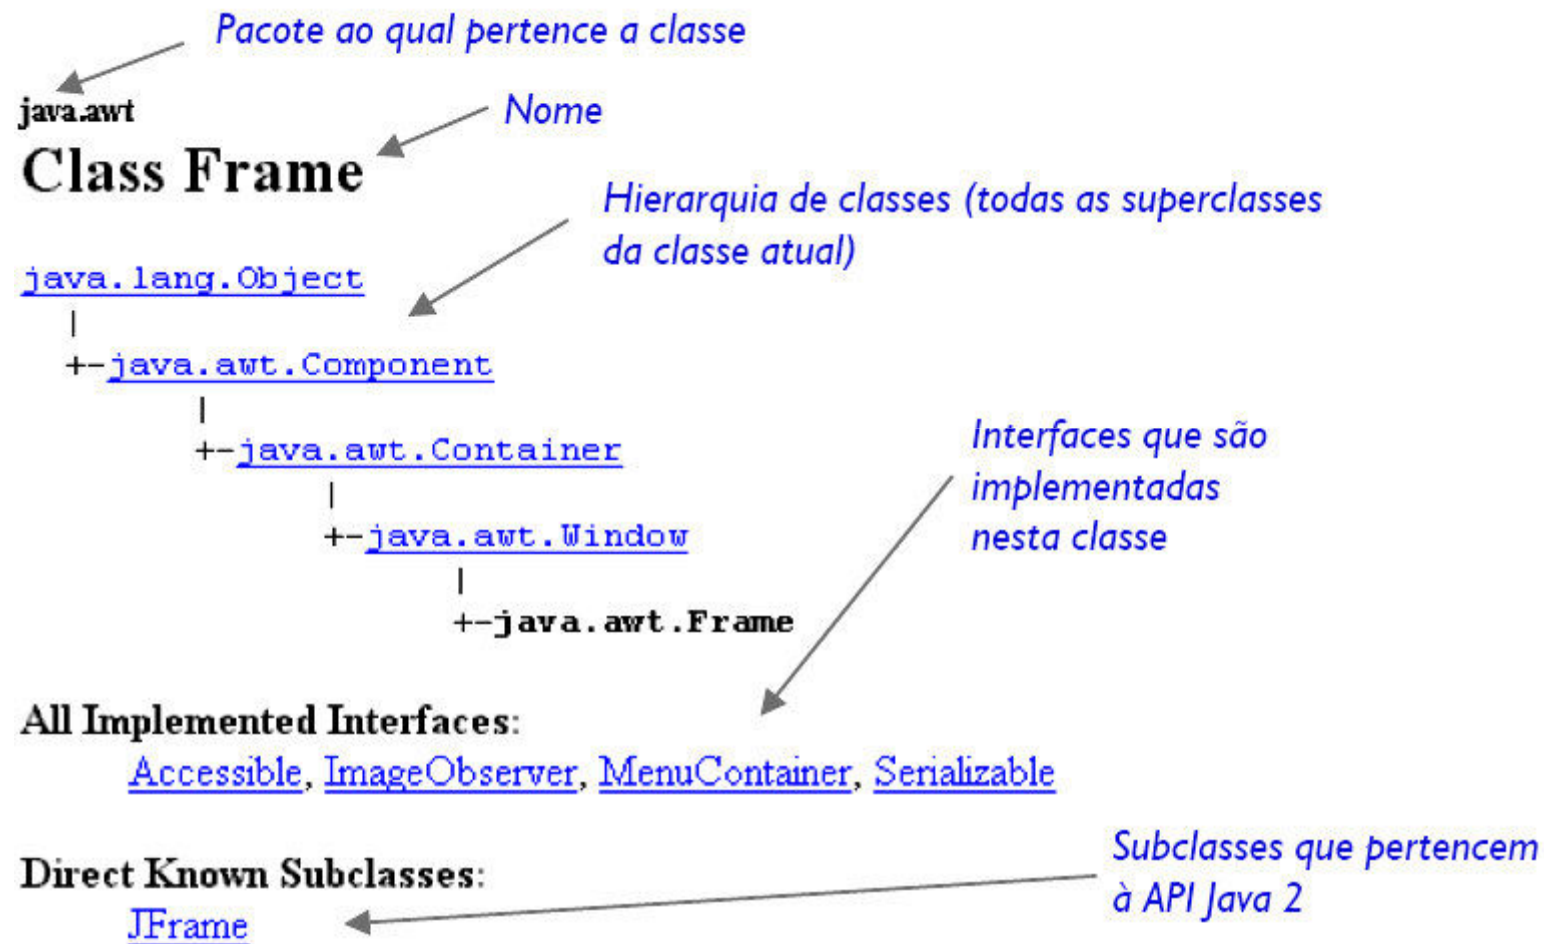 Pacote ao qual pertence a classe
java.awt
Nome
Class Frame
Hierarquia de classes (todas as superclasses
da classe atual)
java.lang.Object
|
+-java.awt.Component
|
+-java.awt.Container
|
+-java.awt.Window
|
+-java.awt.Frame
Interfaces que são
implementadas
nesta classe
All Implemented Interfaces:
Accessible, ImageObserver, MenuContainer, Serializable
Subclasses que pertencem
à API Java 2
Direct Known Subclasses:
JFrame